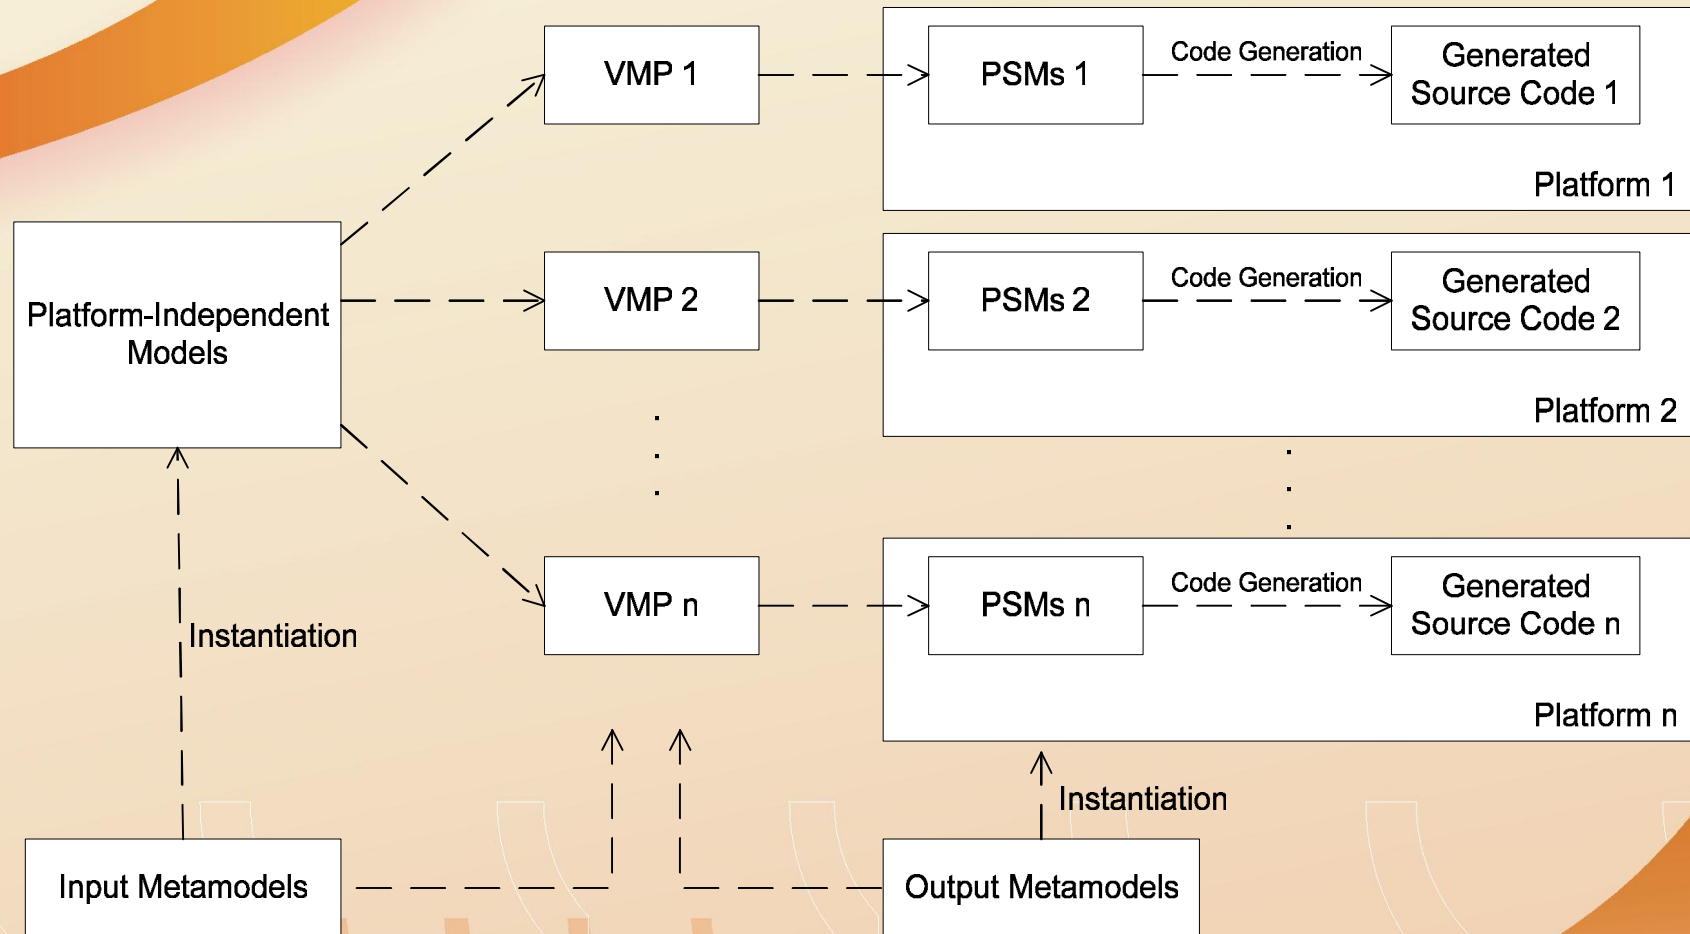 VMP 1
PSMs 1
Code Generation
Generated
Source Code 1
Platform 1
Platform-Independent
Models
VMP 2
PSMs 2
Code Generation
Generated
Source Code 2
Platform 2
VMP n
PSMs n
Code Generation
Generated
Source Code n
Platform n
Instantiation
Instantiation
Input Metamodels
Output Metamodels